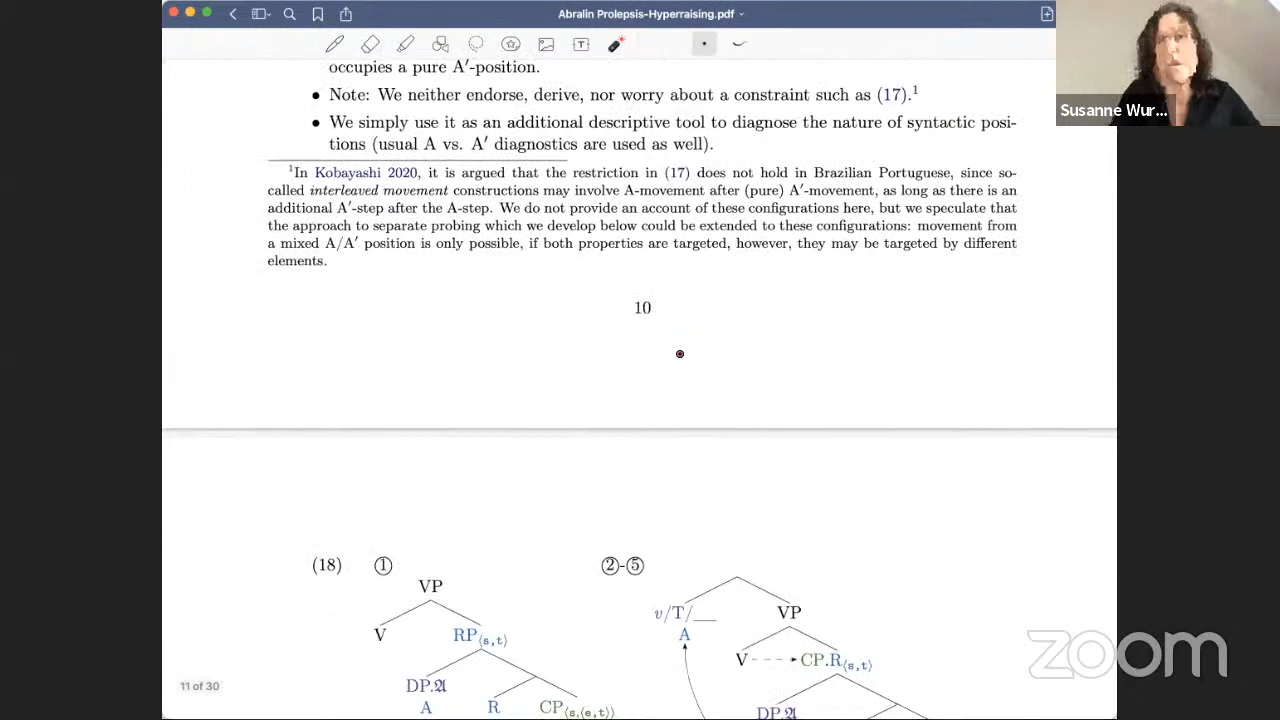 Abralin Prolepsis-Hyperraising.pdf
occupies a pure A′-position.
• Note: We neither endorse, derive, nor worry about a constraint such as (17).¹
• We simply use it as an additional descriptive tool to diagnose the nature of syntactic posi-
tions (usual A vs. A′ diagnostics are used as well).
¹In Kobayashi 2020, it is argued that the restriction in (17) does not hold in Brazilian Portuguese, since so-
called interleaved movement constructions may involve A-movement after (pure) A′-movement, as long as there is an
additional A′-step after the A-step. We do not provide an account of these configurations here, but we speculate that
the approach to separate probing which we develop below could be extended to these configurations: movement from
a mixed A/A′ position is only possible, if both properties are targeted, however, they may be targeted by different
elements.
10
(18) ① ②-⑤
VP
v/T/__ VP
V RP⟨s,t⟩ A
V CP.R⟨s,t⟩
DP.𝔄
A R CP⟨s,⟨e,t⟩⟩ DP.𝔄
11 of 30
Susanne Wur...
zoom